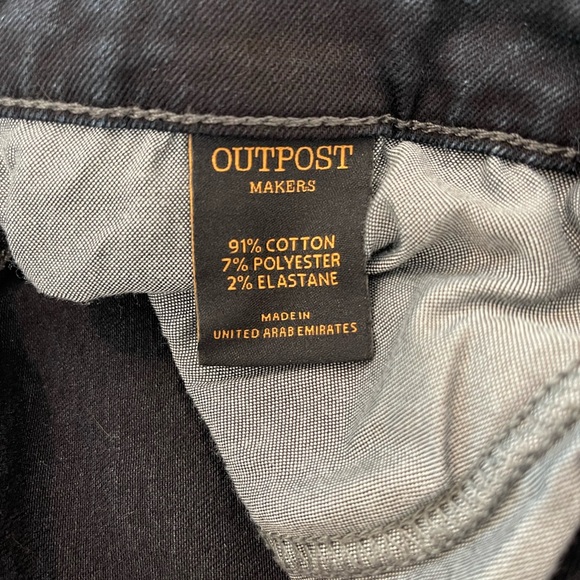 OUTPOST
MAKERS
91% COTTON
7% POLYESTER
2% ELASTANE
MADE IN
UNITED ARAB EMIRATES